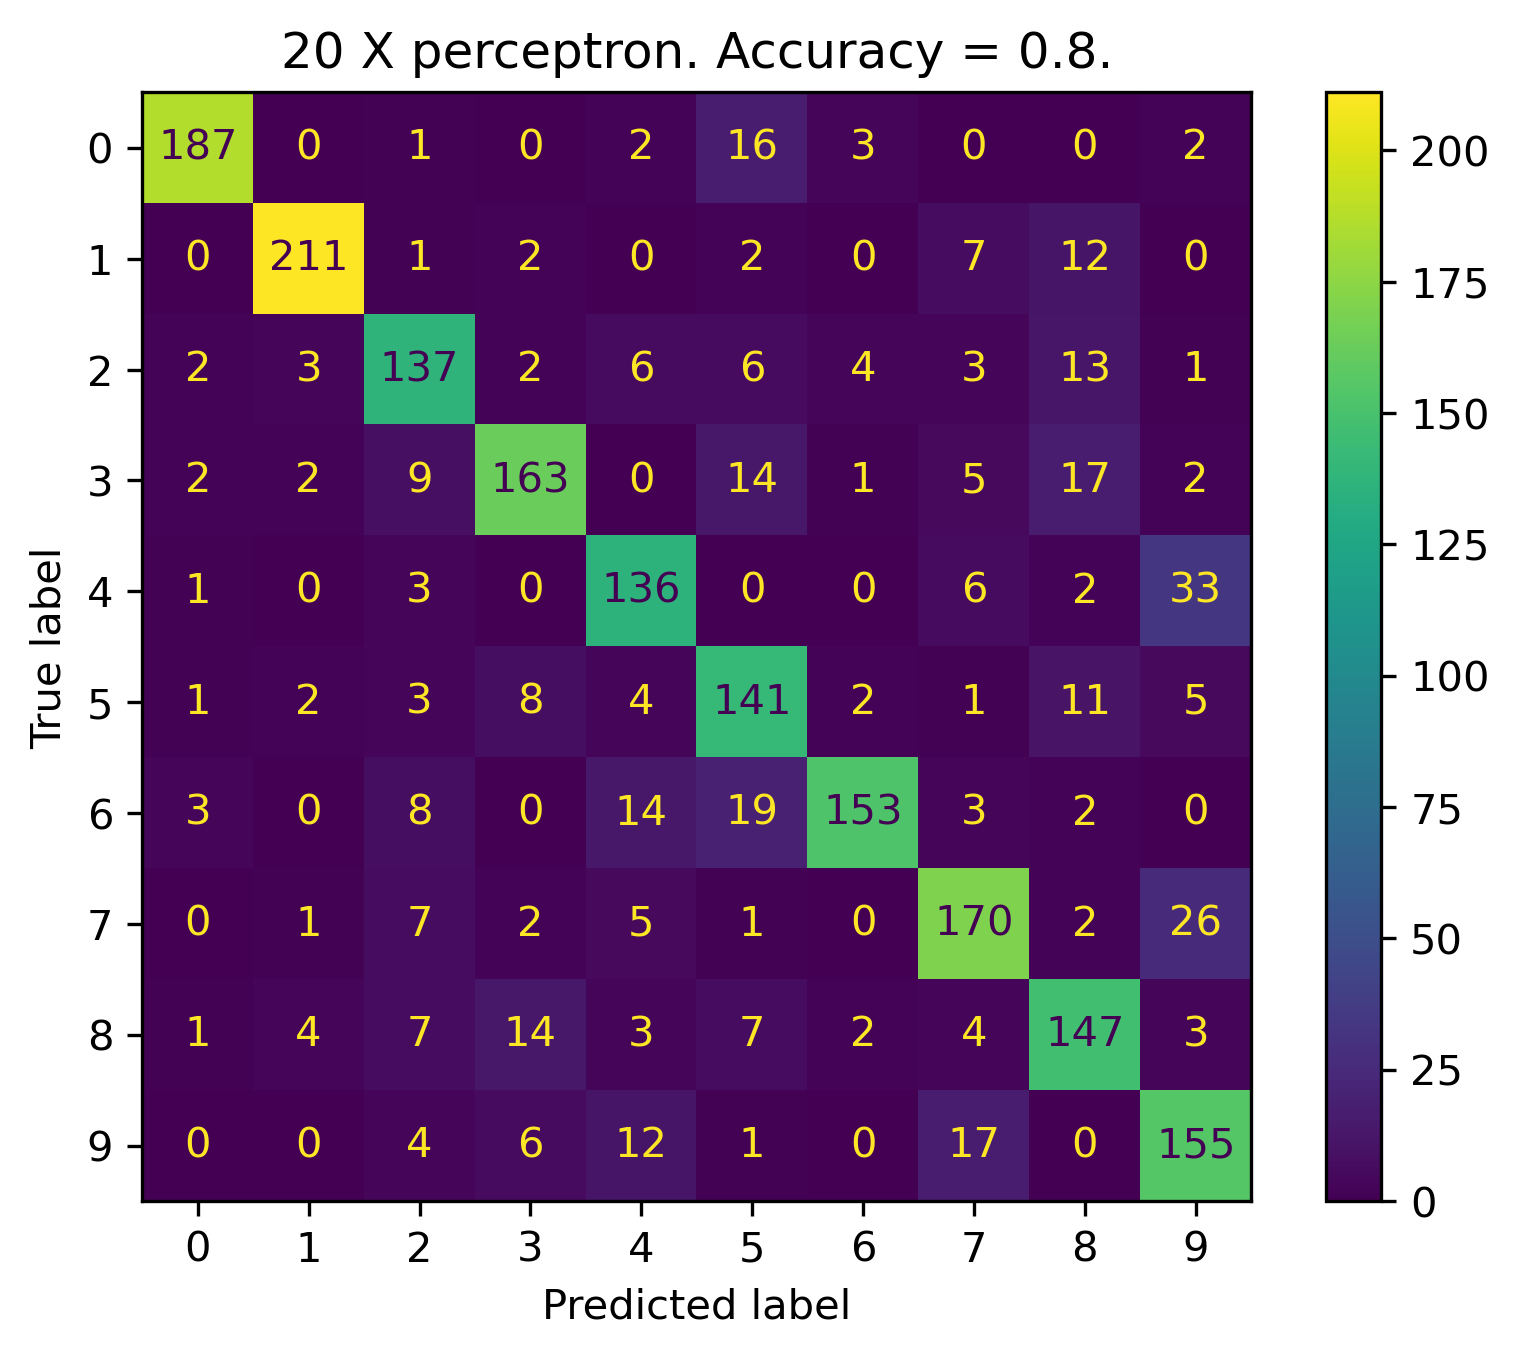 20 X perceptron. Accuracy = 0.8.
0 187 0 1 0 2 16 3 0 0 2
1 0 211 1 2 0 2 0 7 12 0
2 2 3 137 2 6 6 4 3 13 1
3 2 2 9 163 0 14 1 5 17 2
4 1 0 3 0 136 0 0 6 2 33
5 1 2 3 8 4 141 2 1 11 5
6 3 0 8 0 14 19 153 3 2 0
7 0 1 7 2 5 1 0 170 2 26
8 1 4 7 14 3 7 2 4 147 3
9 0 0 4 6 12 1 0 17 0 155
0 1 2 3 4 5 6 7 8 9
Predicted label
True label
200
175
150
125
100
75
50
25
0